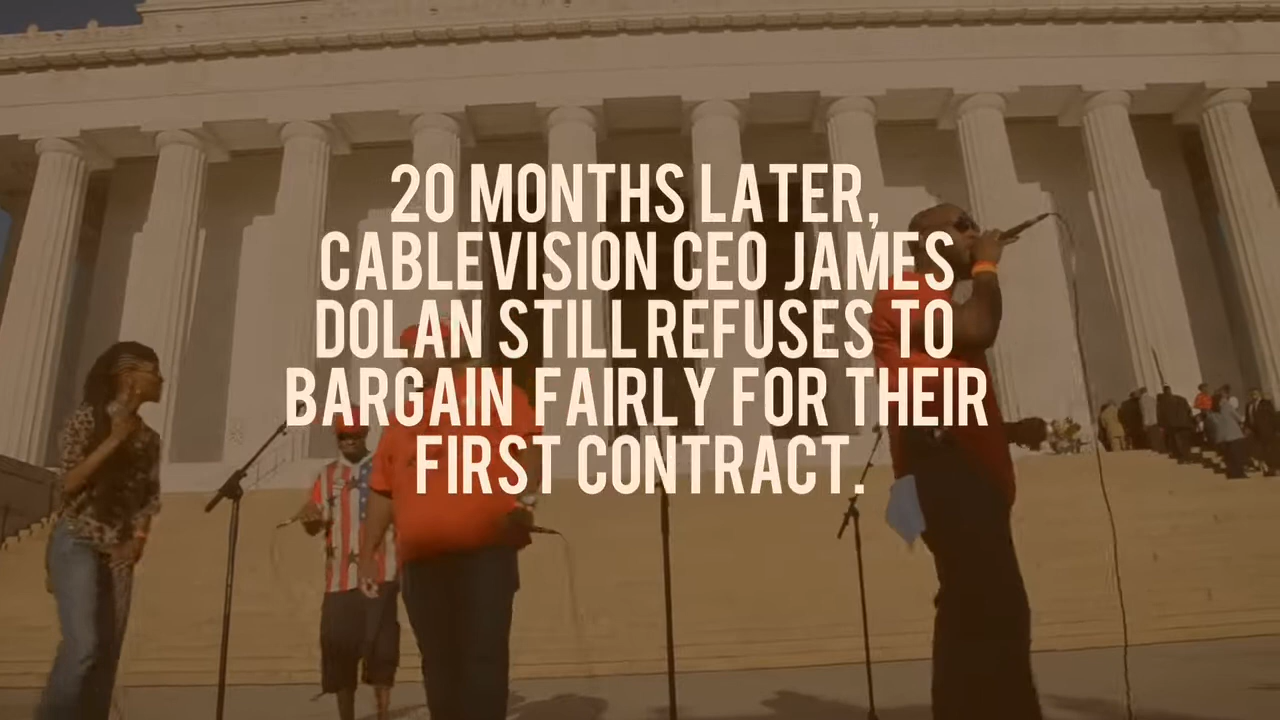 20 MONTHS LATER,
CABLEVISION CEO JAMES
DOLAN STILL REFUSES TO
BARGAIN FAIRLY FOR THEIR
FIRST CONTRACT.